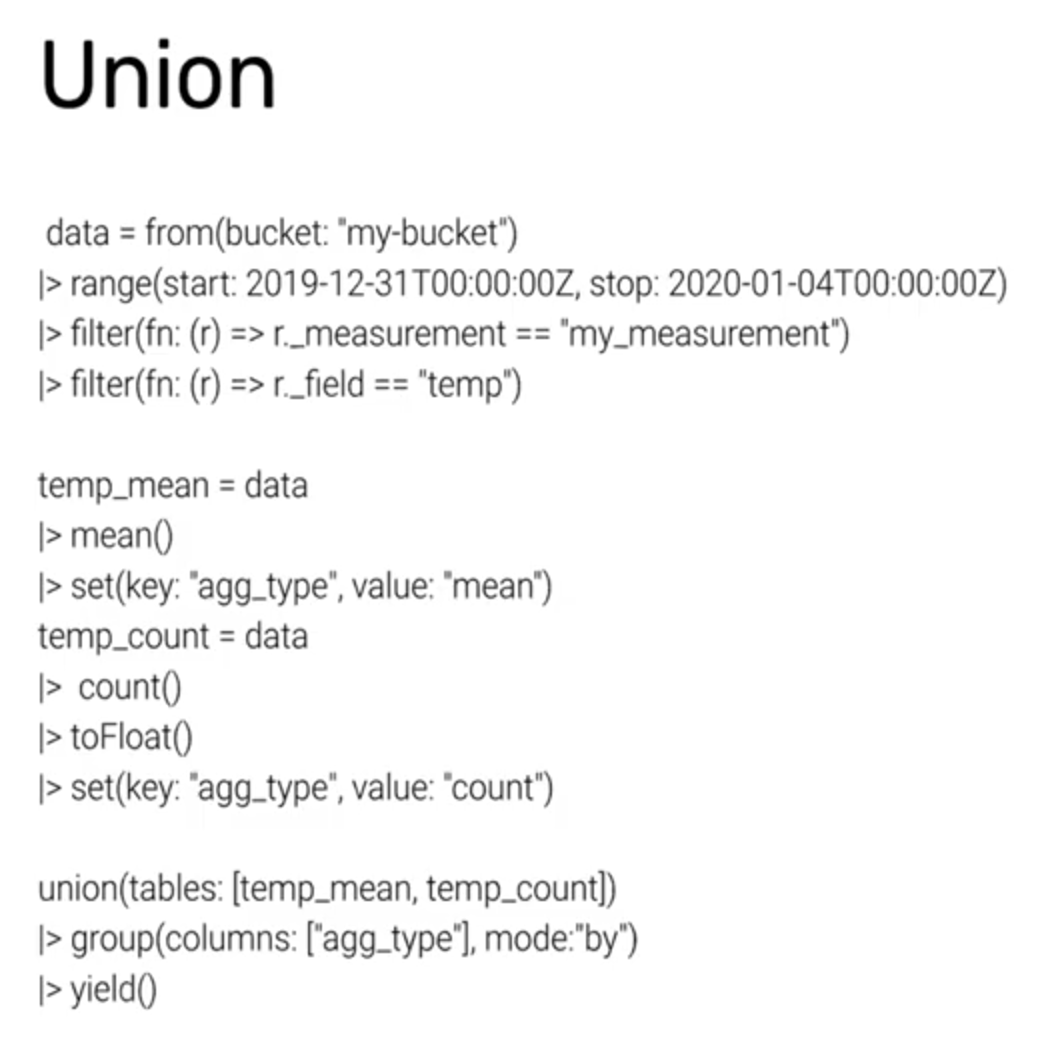 Union
data = from(bucket: "my-bucket")
|> range(start: 2019-12-31T00:00:00Z, stop: 2020-01-04T00:00:00Z)
|> filter(fn: (r) => r._measurement == "my_measurement")
|> filter(fn: (r) => r._field == "temp")
temp_mean = data
|> mean()
|> set(key: "agg_type", value: "mean")
temp_count = data
|>  count()
|> toFloat()
|> set(key: "agg_type", value: "count")
union(tables: [temp_mean, temp_count])
|> group(columns: ["agg_type"], mode:"by")
|> yield()